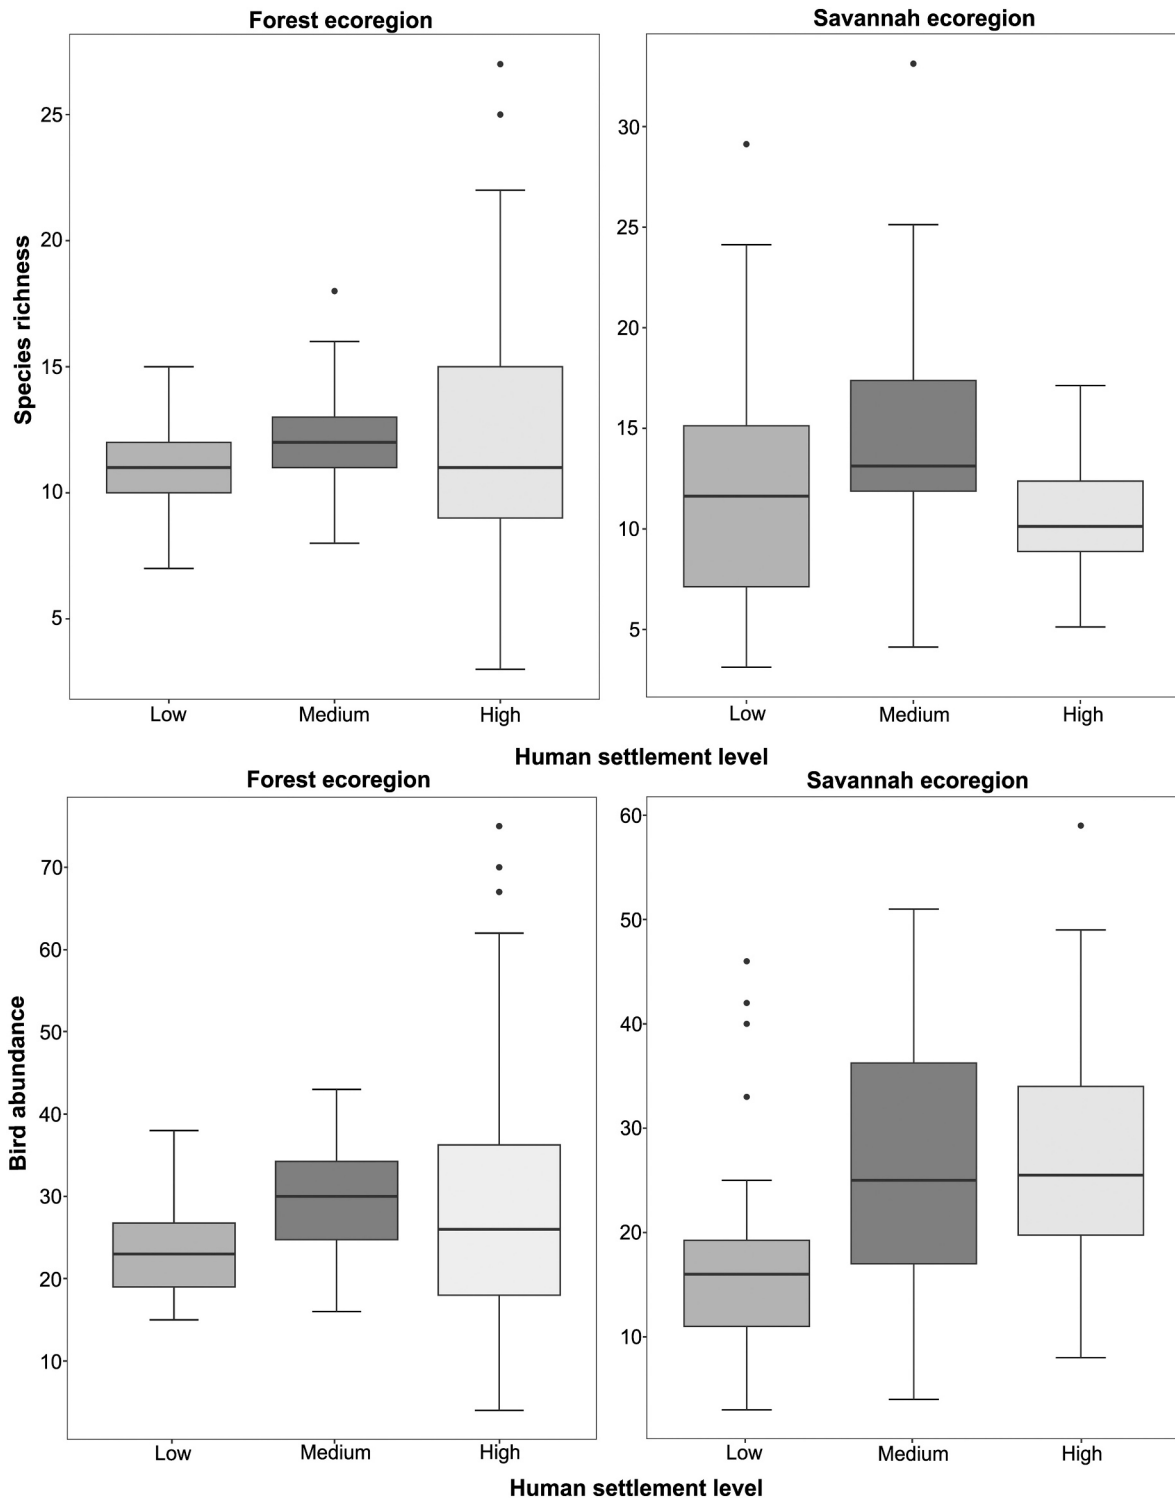 Forest ecoregion
Savannah ecoregion
Species richness
25
20
15
10
5
30
25
20
15
10
5
Low
Medium
High
Low
Medium
High
Human settlement level
Forest ecoregion
Savannah ecoregion
Bird abundance
70
60
50
40
30
20
10
60
50
40
30
20
10
Low
Medium
High
Low
Medium
High
Human settlement level